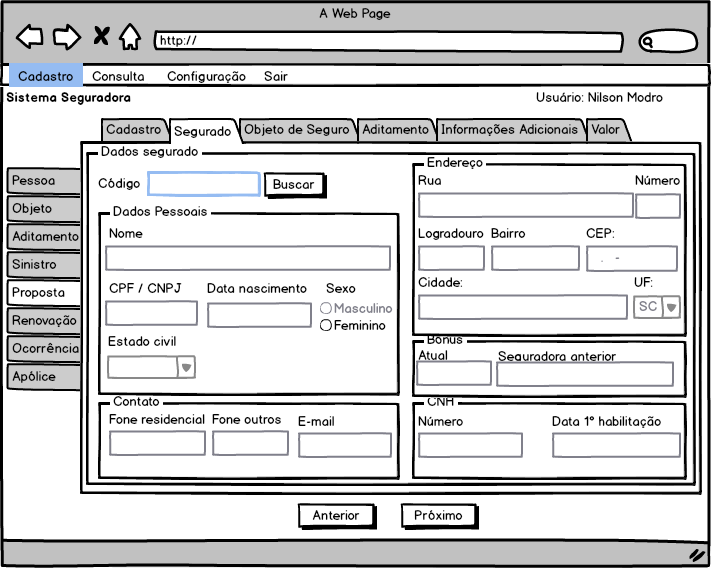 A Web Page
http://
Cadastro Consulta Configuração Sair
Sistema Seguradora Usuário: Nilson Modro
Cadastro Segurado Objeto de Seguro Aditamento Informações Adicionais Valor
Pessoa
Objeto
Aditamento
Sinistro
Proposta
Renovação
Ocorrência
Apólice
Dados segurado
Código Buscar
Dados Pessoais
Nome
CPF / CNPJ Data nascimento Sexo
Masculino
Feminino
Estado civil
Contato
Fone residencial Fone outros E-mail
Endereço
Rua Número
Logradouro Bairro CEP:
. -
Cidade: UF:
SC
Bônus
Atual Seguradora anterior
CNH
Número Data 1° habilitação
Anterior Próximo